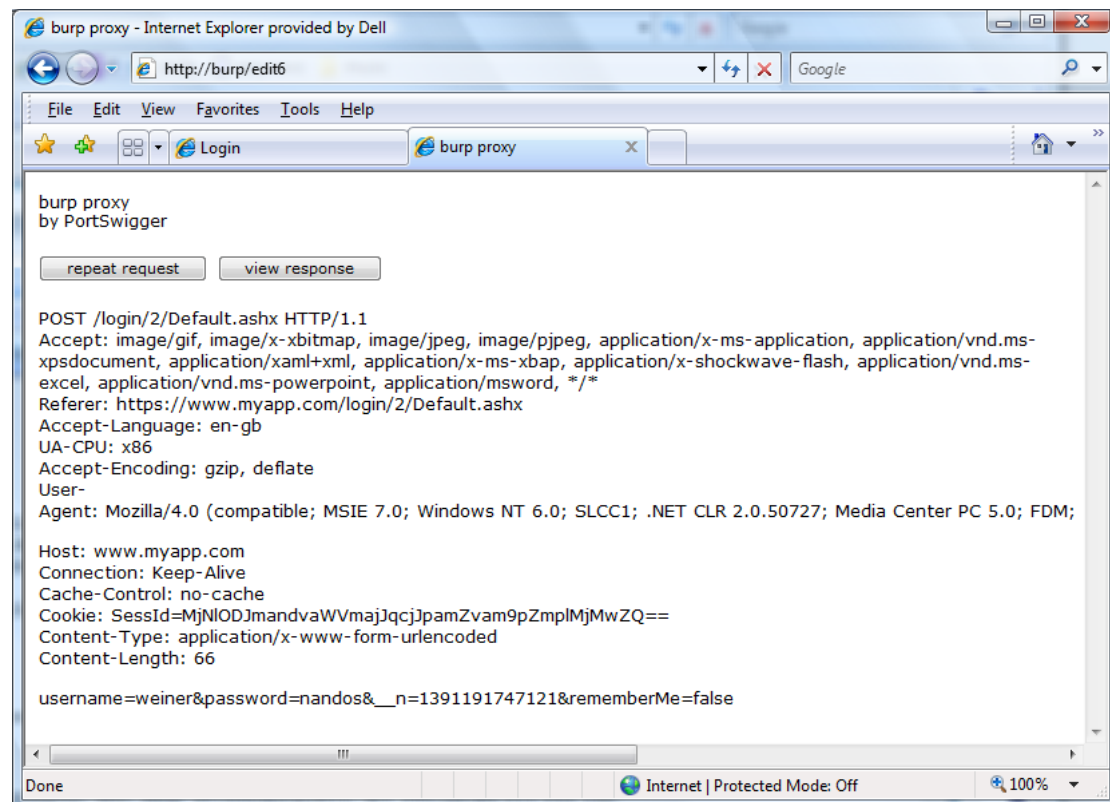 burp proxy - Internet Explorer provided by Dell
http://burp/edit6
Google
File Edit View Favorites Tools Help
Login
burp proxy
burp proxy
by PortSwigger
repeat request view response
POST /login/2/Default.ashx HTTP/1.1
Accept: image/gif, image/x-xbitmap, image/jpeg, image/pjpeg, application/x-ms-application, application/vnd.ms-
xpsdocument, application/xaml+xml, application/x-ms-xbap, application/x-shockwave-flash, application/vnd.ms-
excel, application/vnd.ms-powerpoint, application/msword, */*
Referer: https://www.myapp.com/login/2/Default.ashx
Accept-Language: en-gb
UA-CPU: x86
Accept-Encoding: gzip, deflate
User-
Agent: Mozilla/4.0 (compatible; MSIE 7.0; Windows NT 6.0; SLCC1; .NET CLR 2.0.50727; Media Center PC 5.0; FDM;
Host: www.myapp.com
Connection: Keep-Alive
Cache-Control: no-cache
Cookie: SessId=MjNlODJmandvaWVmajJqcjJpamZvam9pZmplMjMwZQ==
Content-Type: application/x-www-form-urlencoded
Content-Length: 66
username=weiner&password=nandos&__n=1391191747121&rememberMe=false
Done
Internet | Protected Mode: Off
100%